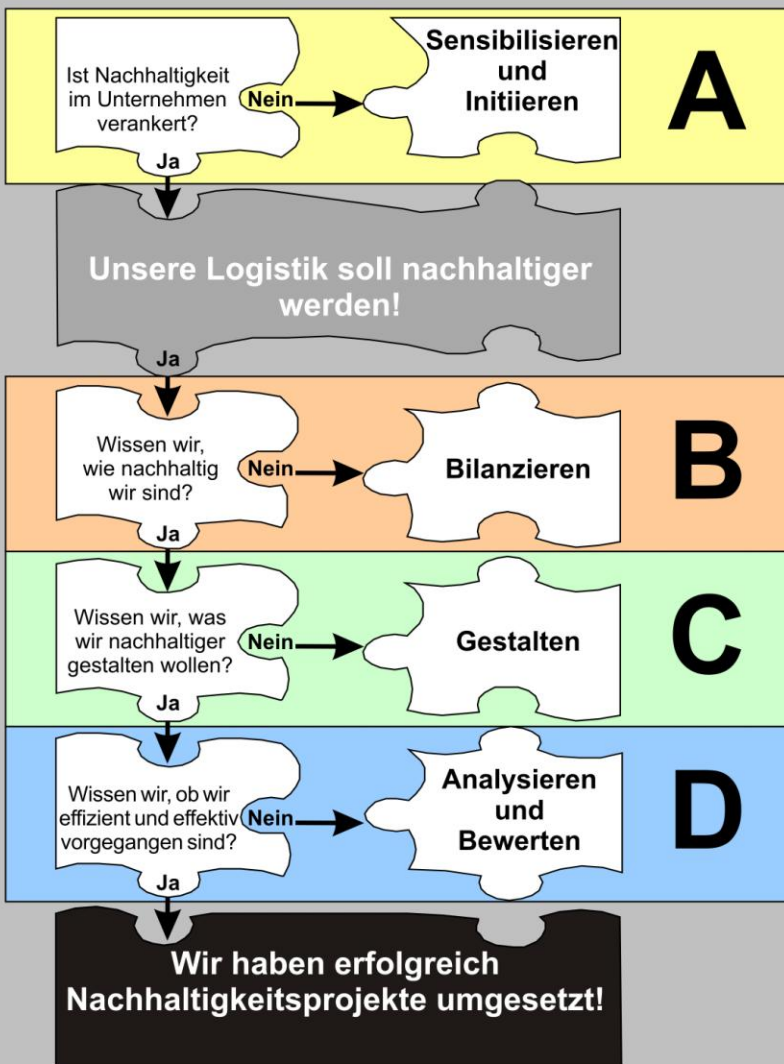 Ist Nachhaltigkeit
im Unternehmen
verankert?
Nein
Sensibilisieren
und
Initiieren
A
Ja
Unsere Logistik soll nachhaltiger
werden!
Ja
Wissen wir,
wie nachhaltig
wir sind?
Nein
Bilanzieren
B
Ja
Wissen wir, was
wir nachhaltiger
gestalten wollen?
Nein
Gestalten
C
Ja
Wissen wir, ob wir
effizient und effektiv
vorgegangen sind?
Nein
Analysieren
und
Bewerten
D
Ja
Wir haben erfolgreich
Nachhaltigkeitsprojekte umgesetzt!